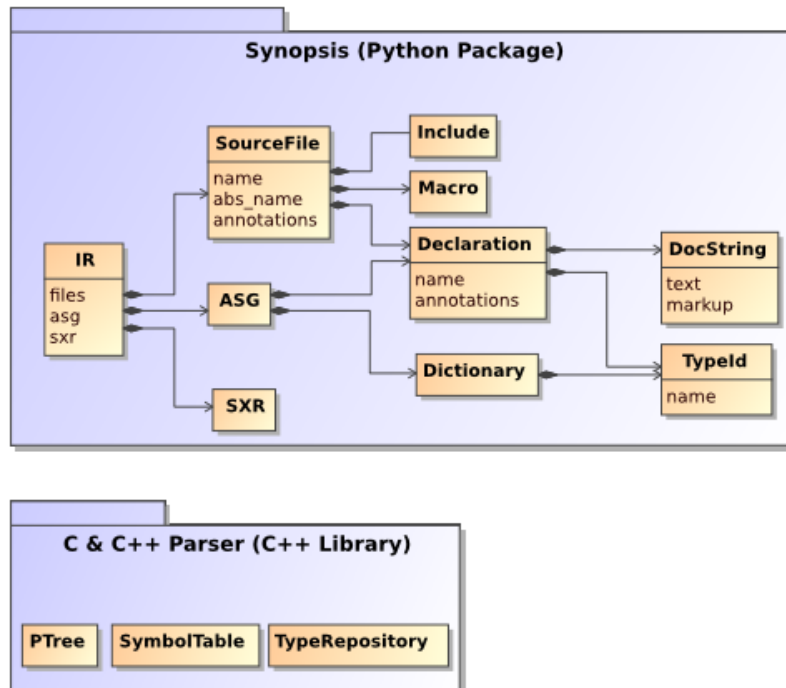 Synopsis (Python Package)
SourceFile
name
abs_name
annotations
Include
Macro
IR
files
asg
sxr
ASG
SXR
Declaration
name
annotations
Dictionary
DocString
text
markup
TypeId
name
C & C++ Parser (C++ Library)
PTree
SymbolTable
TypeRepository